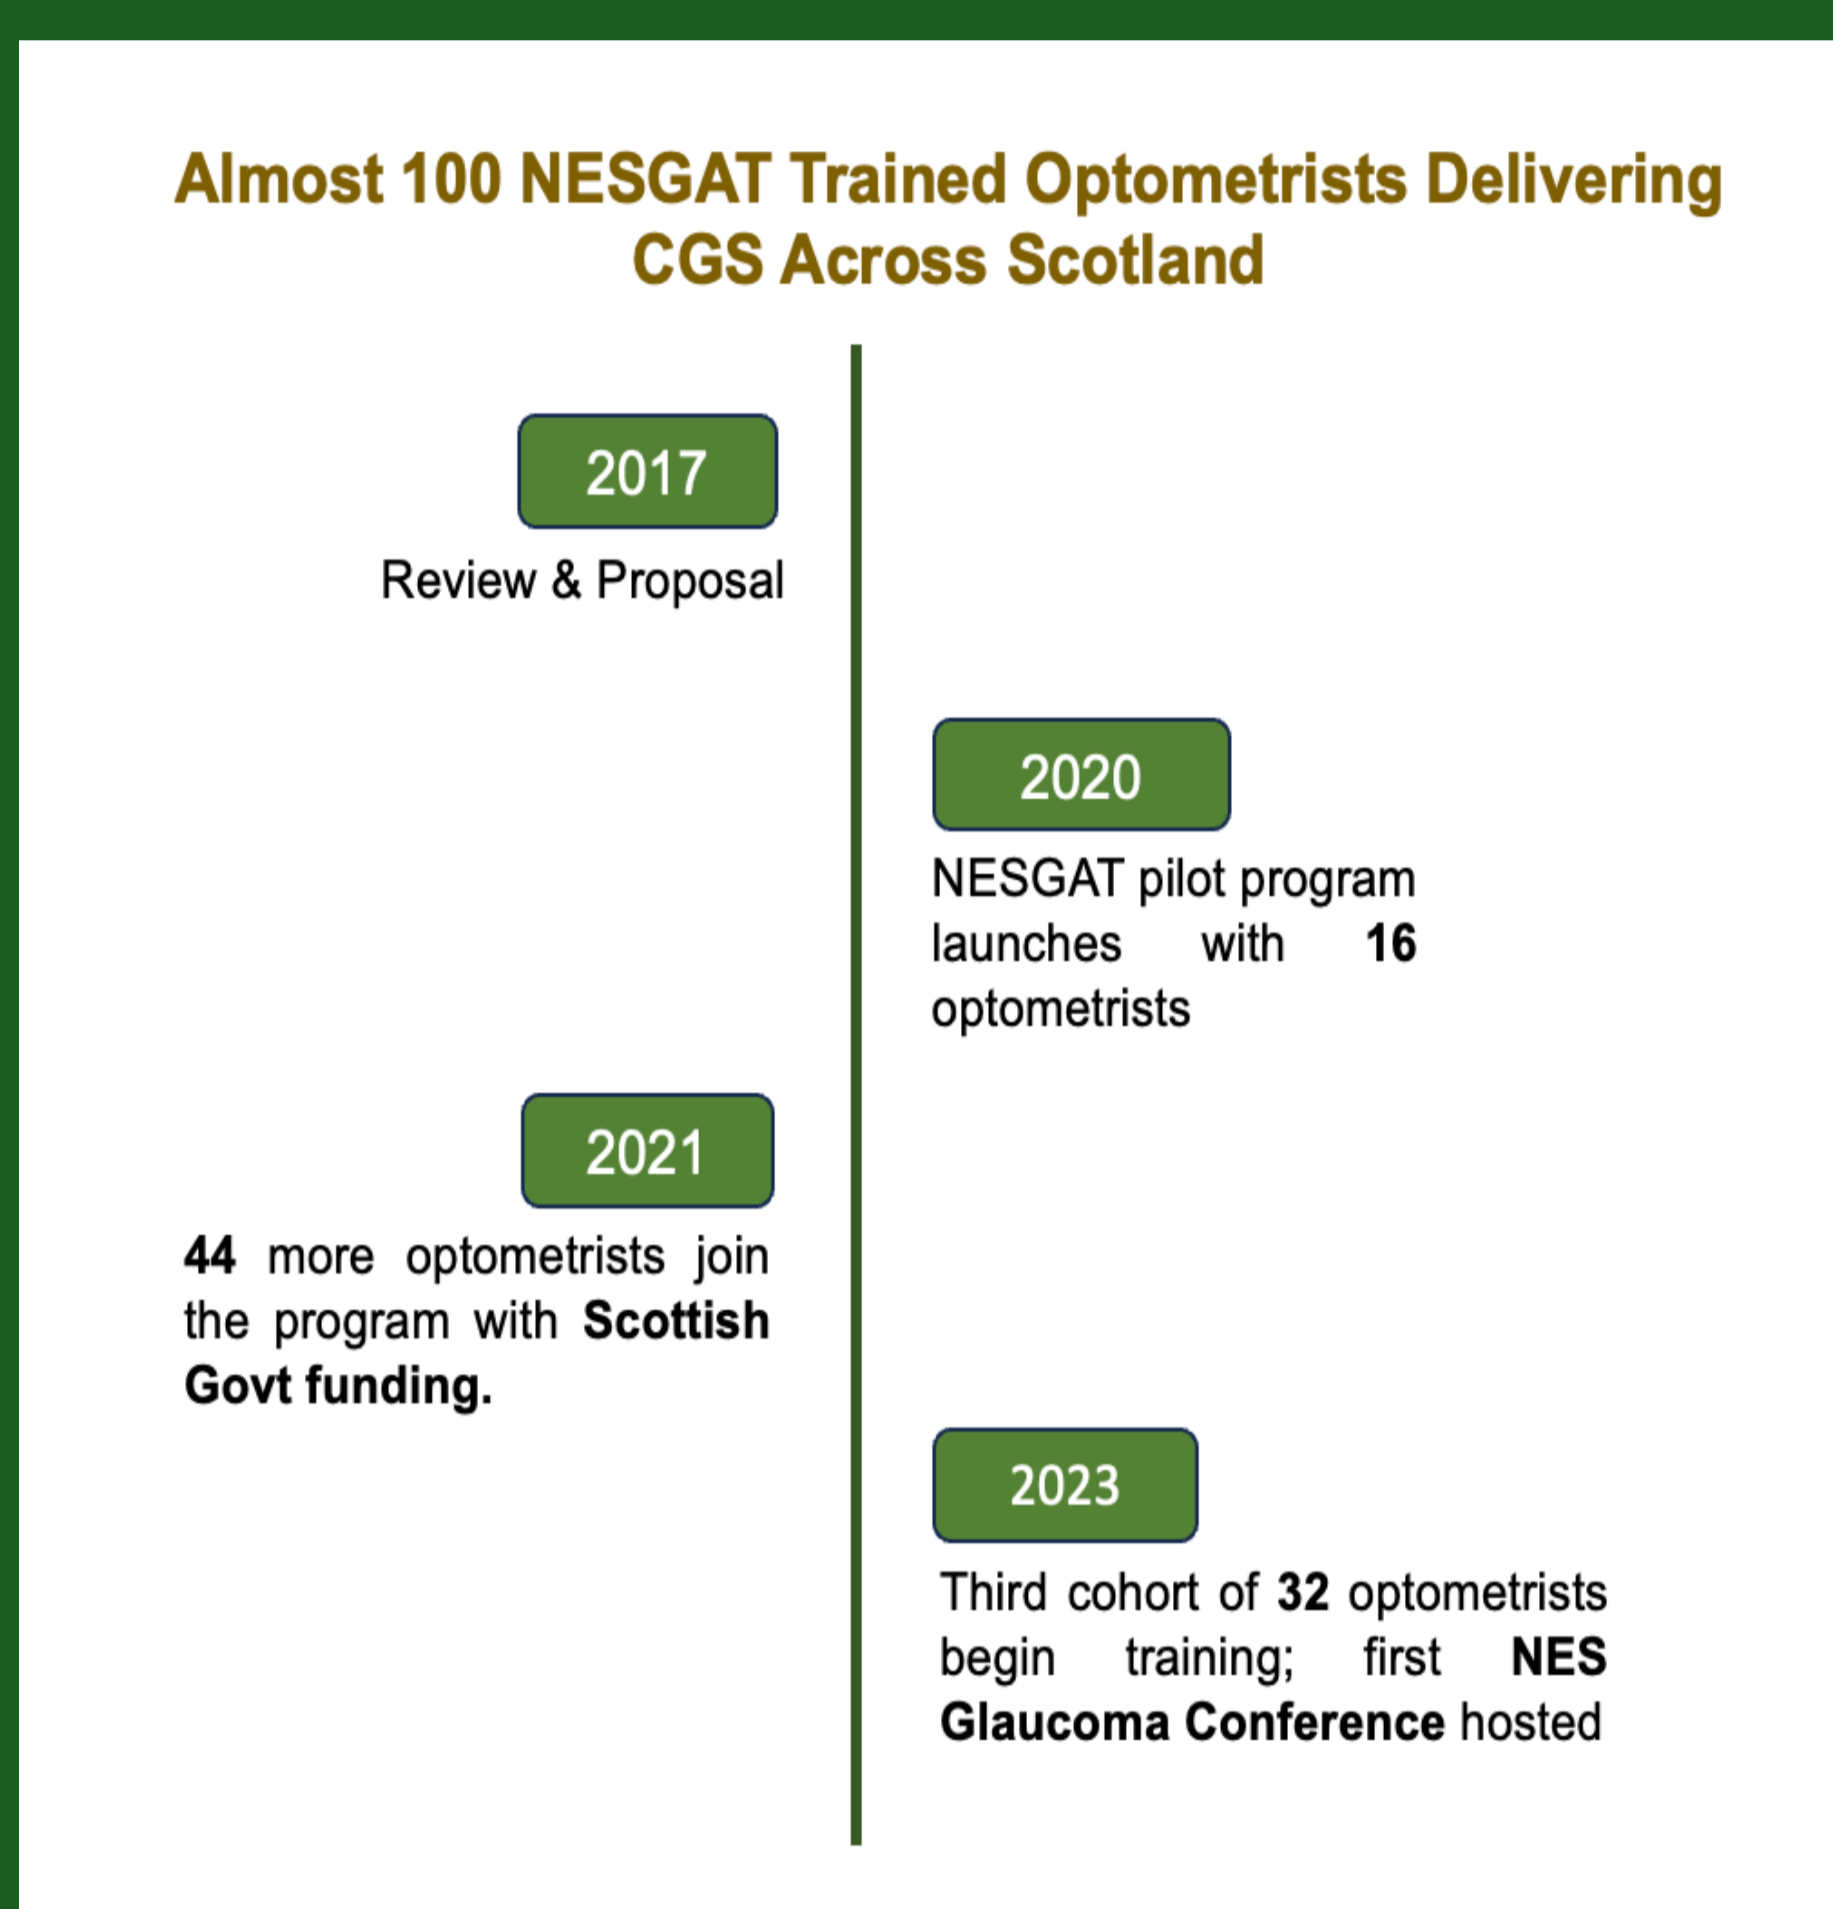 Almost 100 NESGAT Trained Optometrists Delivering
CGS Across Scotland
2017
Review & Proposal
2020
NESGAT pilot program
launches with 16
optometrists
2021
44 more optometrists join
the program with Scottish
Govt funding.
2023
Third cohort of 32 optometrists
begin training; first NES
Glaucoma Conference hosted